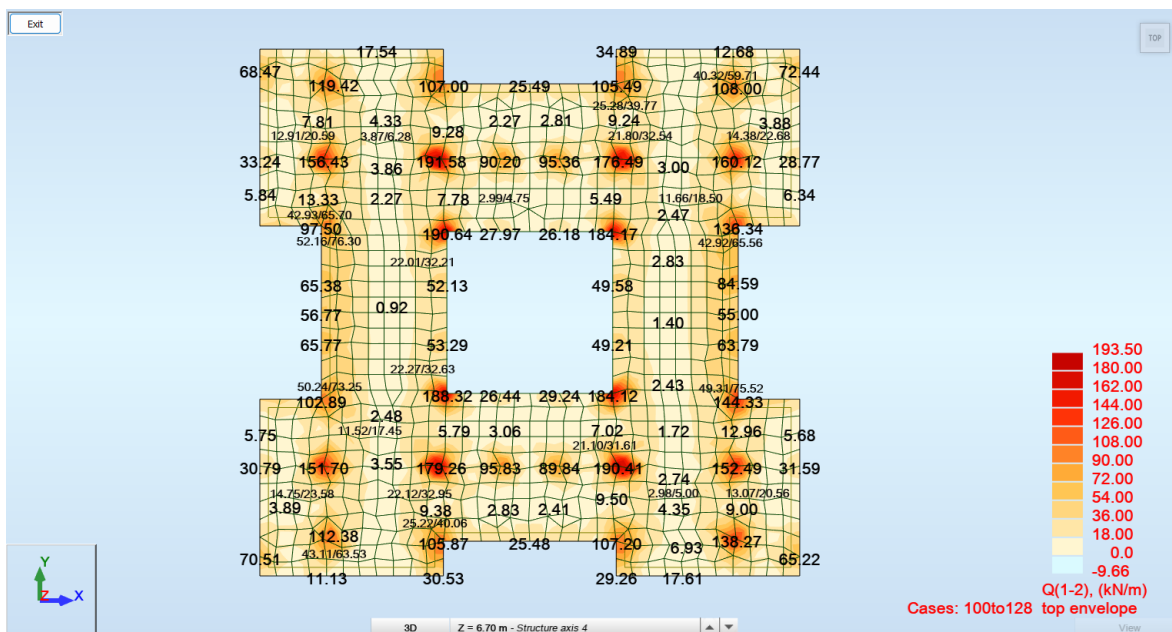 Exit
TOP
17.54 34.89 12.68
68.47 40.32/59.71 72.44
119.42 107.00 25.49 105.49 108.00
25.28/39.77
7.81 4.33 9.28 2.27 2.81 9.24 3.88
12.91/20.59 3.87/6.28 21.80/32.54 14.38/22.68
33.24 156.43 3.86 191.58 90.20 95.36 176.49 3.00 160.12 28.77
5.84 13.33 2.27 7.78 2.99/4.75 5.49 11.66/18.50 6.34
42.93/65.70 2.47
97.50 190.64 27.97 26.18 184.17 136.34
52.16/76.30 42.92/65.56
22.01/32.21 2.83
65.38 52.13 49.58 84.59
56.77 0.92 1.40 55.00
65.77 53.29 49.21 63.79
22.27/32.63
50.24/73.25 2.43 49.31/75.52
102.89 188.32 26.44 29.24 184.12 144.33
2.48
5.75 11.52/17.45 5.79 3.06 7.02 1.72 12.96 5.68
21.10/31.61
30.79 151.70 3.55 179.26 95.83 89.84 190.41 2.74 152.49 31.59
14.75/23.58 22.12/32.95 2.98/5.00 13.07/20.56
3.89 9.38 2.83 2.41 9.50 4.35 9.00
25.22/40.06
112.38 105.87 25.48 107.20 6.93 138.27
70.51 43.11/63.53 65.22
11.13 30.53 29.26 17.61
193.50
180.00
162.00
144.00
126.00
108.00
90.00
72.00
54.00
36.00
18.00
0.0
-9.66
Q(1-2), (kN/m)
Cases: 100to128 top envelope
Y
Z X
3D Z = 6.70 m - Structure axis 4 View